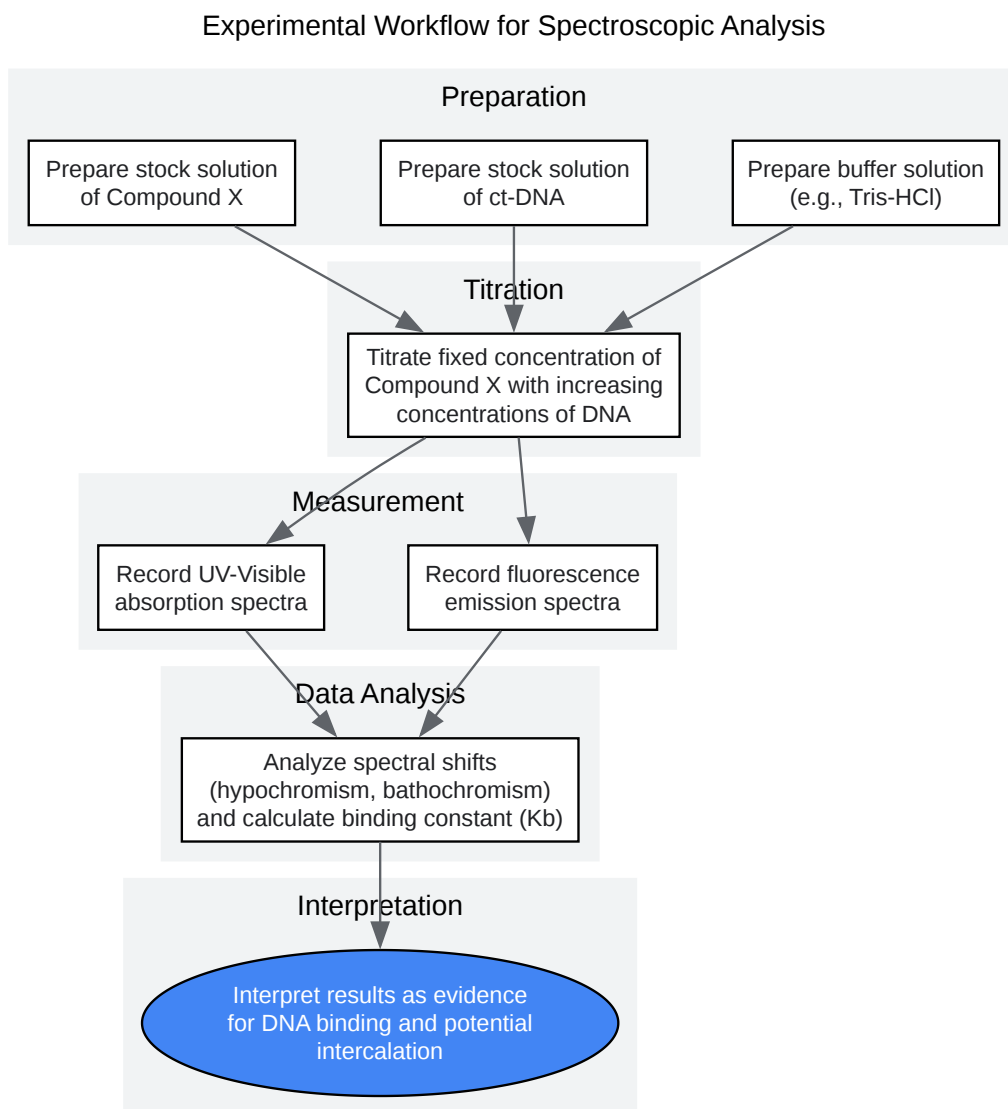 Experimental Workflow for Spectroscopic Analysis
Preparation
Prepare stock solution
of Compound X
Prepare stock solution
of ct-DNA
Prepare buffer solution
(e.g., Tris-HCl)
Titration
Titrate fixed concentration of
Compound X with increasing
concentrations of DNA
Measurement
Record UV-Visible
absorption spectra
Record fluorescence
emission spectra
Data Analysis
Analyze spectral shifts
(hypochromism, bathochromism)
and calculate binding constant (Kb)
Interpretation
Interpret results as evidence
for DNA binding and potential
intercalation